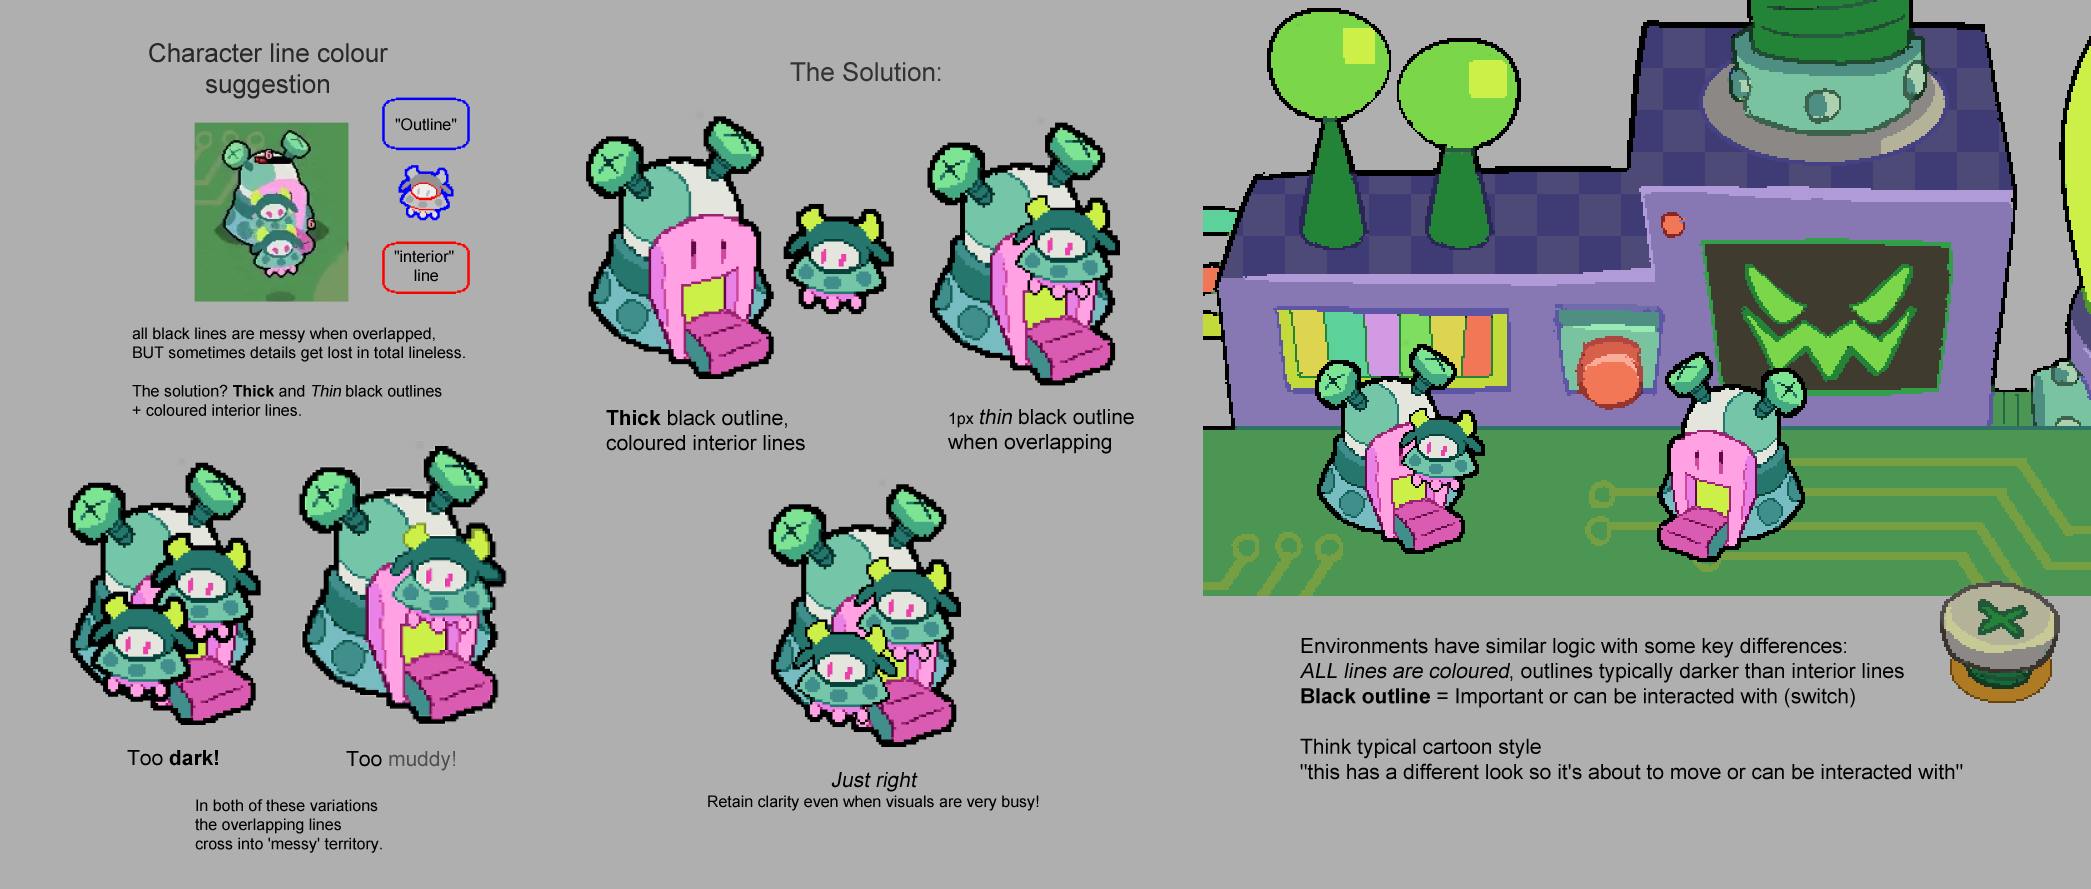 Character line colour
suggestion
"Outline"
"interior"
line
all black lines are messy when overlapped,
BUT sometimes details get lost in total lineless.
The solution? Thick and Thin black outlines
+ coloured interior lines.
Too dark!
Too muddy!
In both of these variations
the overlapping lines
cross into 'messy' territory.
The Solution:
Thick black outline,
coloured interior lines
1px thin black outline
when overlapping
Just right
Retain clarity even when visuals are very busy!
Environments have similar logic with some key differences:
ALL lines are coloured, outlines typically darker than interior lines
Black outline = Important or can be interacted with (switch)
Think typical cartoon style
"this has a different look so it's about to move or can be interacted with"